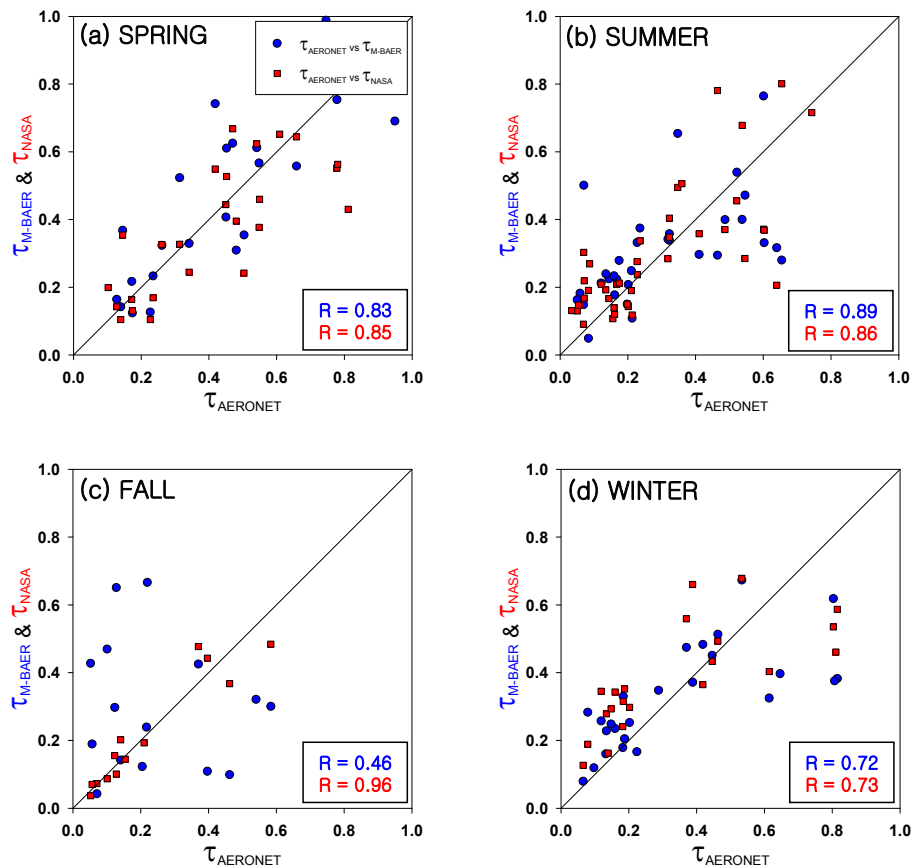 (a) SPRING
τAERONET vs τM-BAER
τAERONET vs τNASA
R = 0.83
R = 0.85
1.0
0.8
0.6
0.4
0.2
0.0
0.0 0.2 0.4 0.6 0.8 1.0
τM-BAER & τNASA
τAERONET
(b) SUMMER
R = 0.89
R = 0.86
1.0
0.8
0.6
0.4
0.2
0.0
0.0 0.2 0.4 0.6 0.8 1.0
τM-BAER & τNASA
τAERONET
(c) FALL
R = 0.46
R = 0.96
1.0
0.8
0.6
0.4
0.2
0.0
0.0 0.2 0.4 0.6 0.8 1.0
τM-BAER & τNASA
τAERONET
(d) WINTER
R = 0.72
R = 0.73
1.0
0.8
0.6
0.4
0.2
0.0
0.0 0.2 0.4 0.6 0.8 1.0
τM-BAER & τNASA
τAERONET